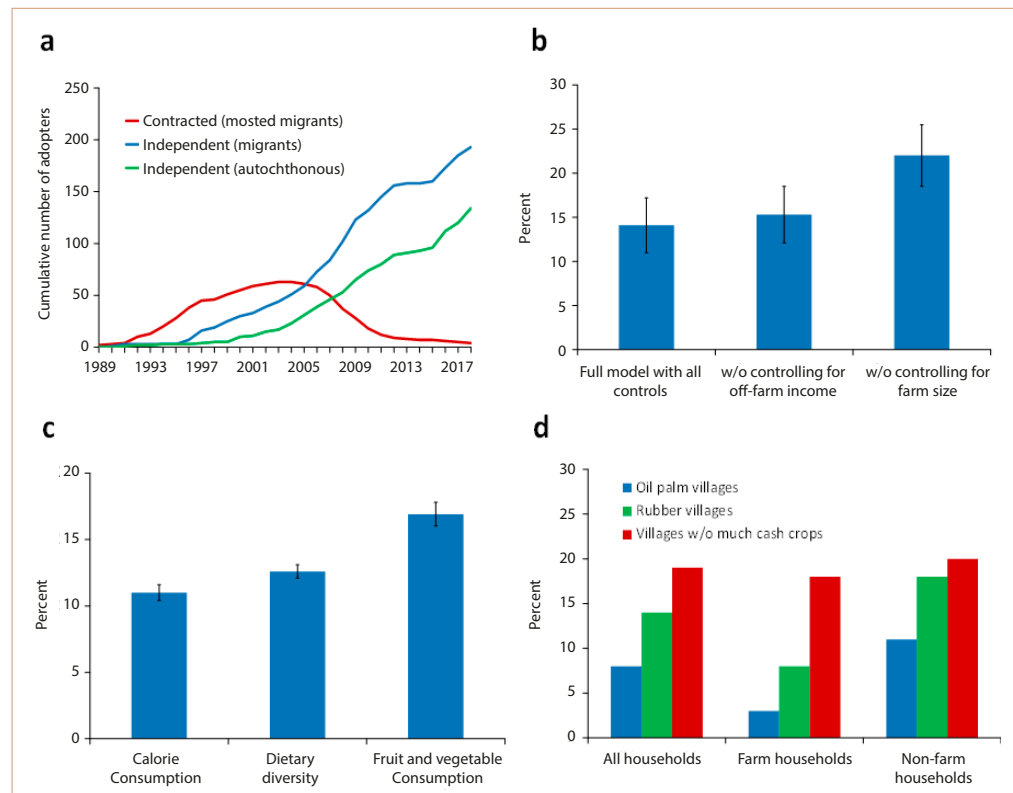 a
250
200
150
100
50
0
Cumulative number of adopters
Contracted (mosted migrants)
Independent (migrants)
Independent (autochthonous)
1989 1993 1997 2001 2005 2009 2013 2017
b
30
25
20
15
10
5
0
Percent
Full model with all
controls
w/o controlling for
off-farm income
w/o controlling for
farm size
c
20
15
10
5
0
Percent
Calorie
Consumption
Dietary
diversity
Fruit and vegetable
Consumption
d
30
25
20
15
10
5
0
Percent
Oil palm villages
Rubber villages
Villages w/o much cash crops
All households
Farm households
Non-farm
households